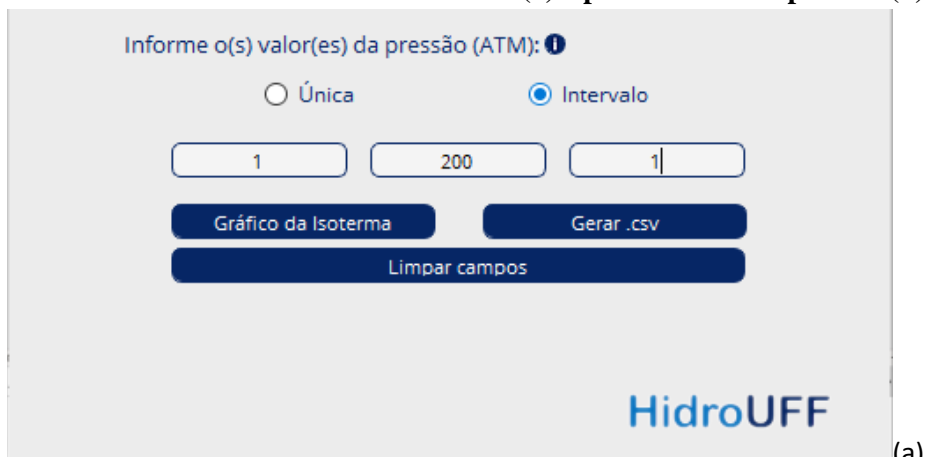 Informe o(s) valor(es) da pressão (ATM):
Única Intervalo
1 200 1
Gráfico da Isoterma Gerar .csv
Limpar campos
HidroUFF
(a)